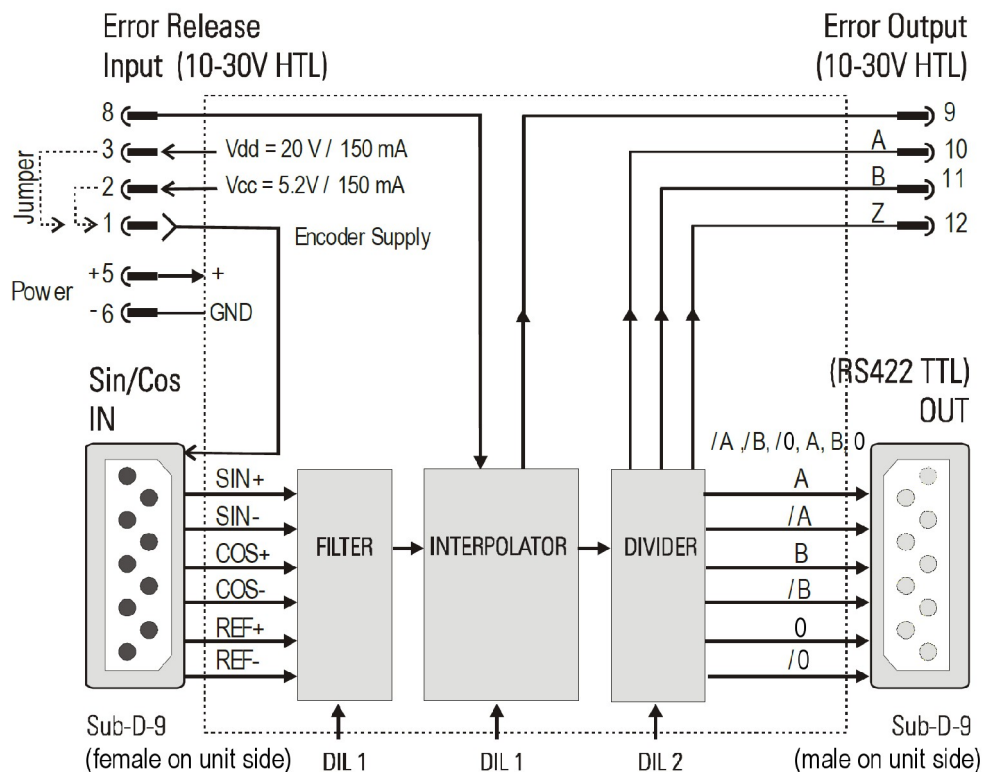 Error Release
Input (10-30V HTL)
Error Output
(10-30V HTL)
8
9
3
Vdd = 20 V / 150 mA
A
10
Jumper
2
Vcc = 5.2V / 150 mA
B
11
1
Encoder Supply
Z
12
Power
+5
+
-6
GND
Sin/Cos
IN
(RS422 TTL)
OUT
/A ,/B, /0, A, B, 0
SIN+
SIN-
COS+
COS-
REF+
REF-
FILTER
INTERPOLATOR
DIVIDER
A
/A
B
/B
0
/0
Sub-D-9
(female on unit side)
DIL 1
DIL 1
DIL 2
Sub-D-9
(male on unit side)